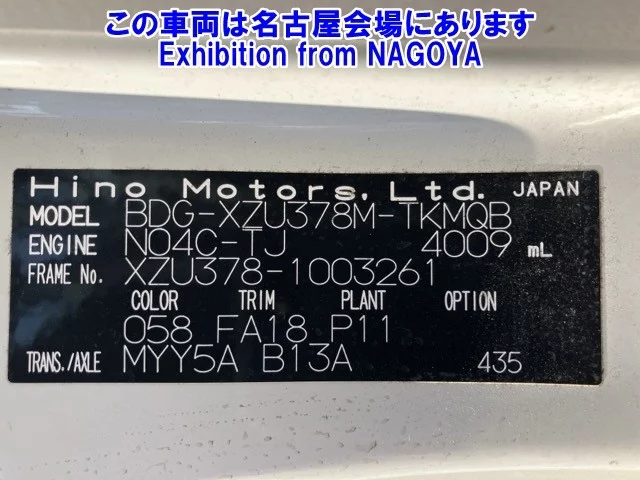 この車両は名古屋会場にあります
Exhibition from NAGOYA
Hino Motors, Ltd. JAPAN
MODEL BDG-XZU378M-TKMQB
ENGINE N04C-TJ 4009 mL
FRAME No. XZU378-1003261
COLOR TRIM PLANT OPTION
058 FA18 P11
TRANS./AXLE MYY5A B13A 435